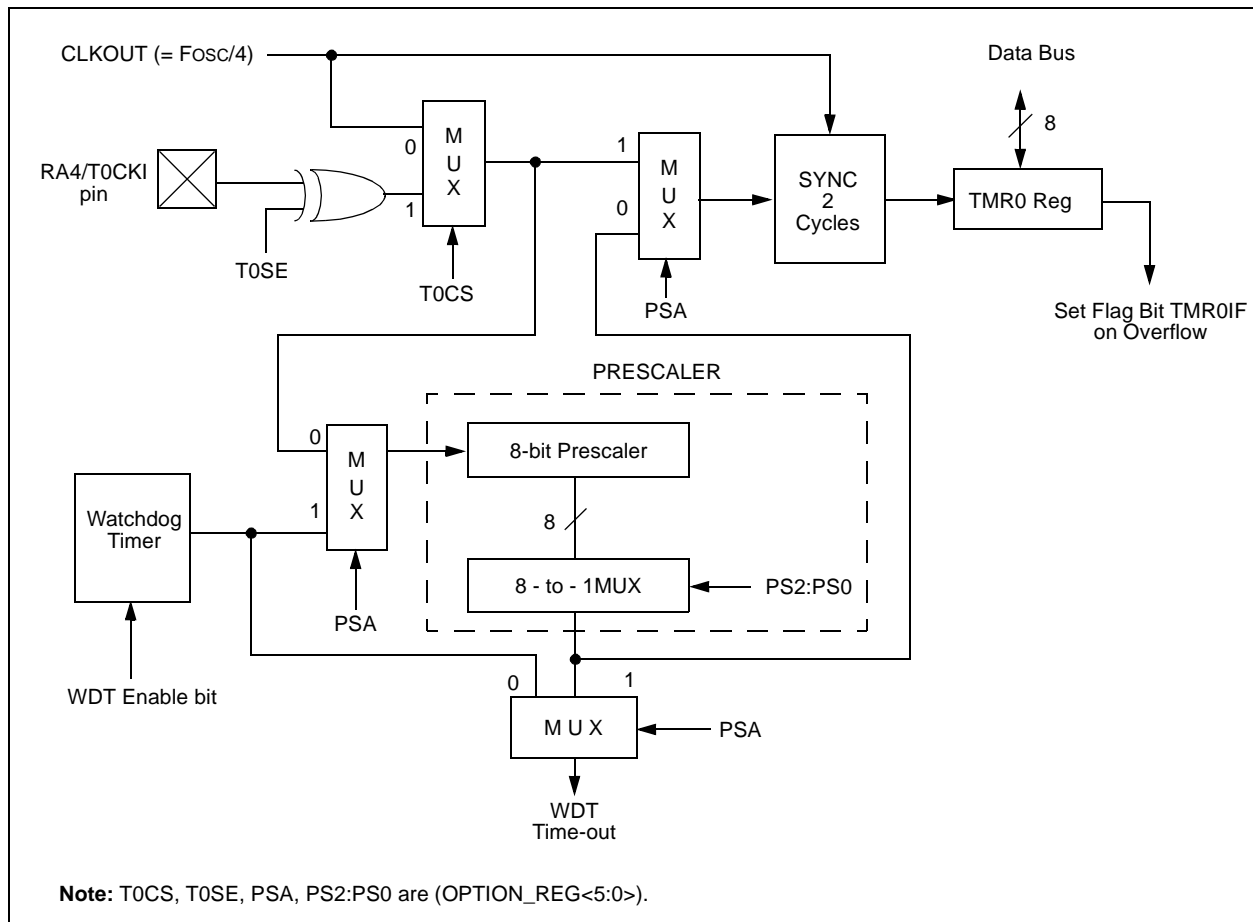 CLKOUT (= FOSC/4)
Data Bus
8
M
U
X
0
1
RA4/T0CKI
pin
T0SE
T0CS
1
0
M
U
X
PSA
SYNC
2
Cycles
TMR0 Reg
Set Flag Bit TMR0IF
on Overflow
PRESCALER
8-bit Prescaler
8
8 - to - 1MUX
PS2:PS0
0
1
M
U
X
PSA
Watchdog
Timer
WDT Enable bit
0
1
M U X
PSA
WDT
Time-out
Note: T0CS, T0SE, PSA, PS2:PS0 are (OPTION_REG<5:0>).